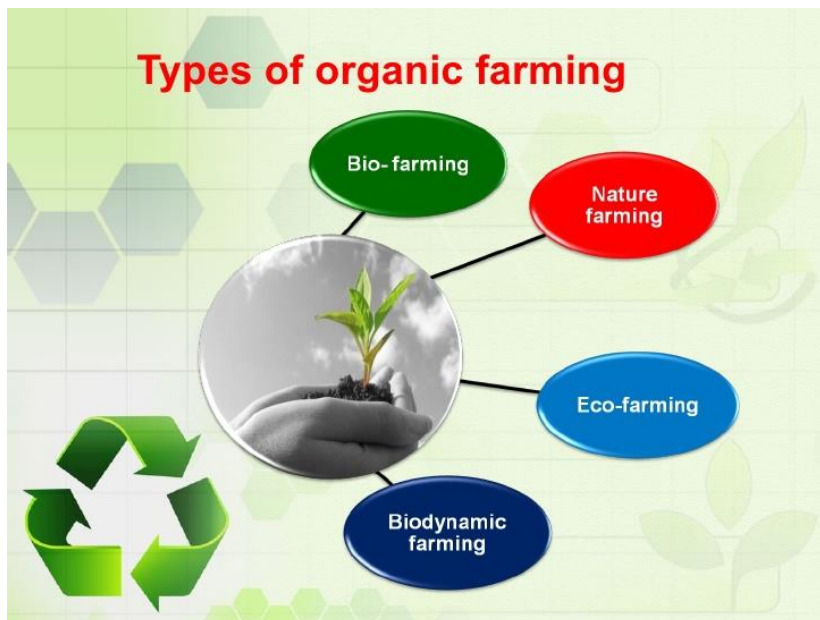 Types of organic farming
Bio- farming
Nature
farming
Eco-farming
Biodynamic
farming